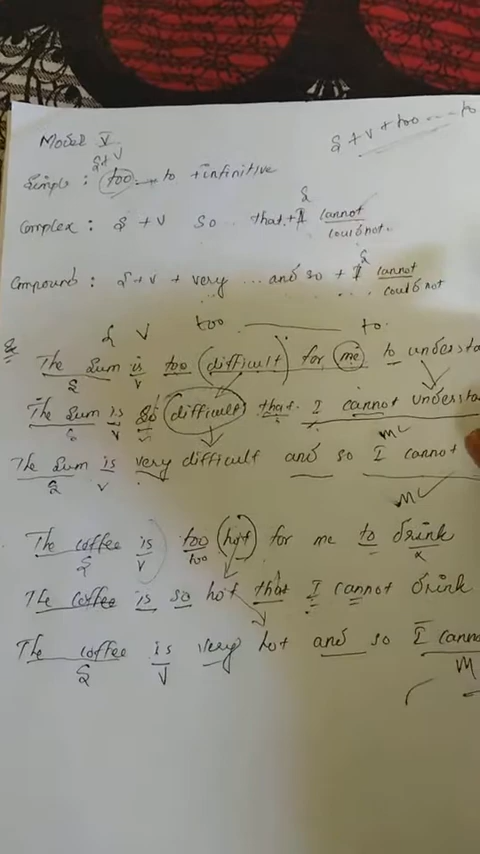 Model V
S + V + too .... to
S+V
Simple : too ... to + infinitive
S
Complex : S + V so that + I cannot
could not.
S
Compound : S + V + very ... and so + I cannot
could not
S V too to
The Sum is too (difficult) for me to understa
S V
The Sum is so (difficult) that I cannot understa
S V S MC
The Sum is very difficult and so I cannot
S V MC
The coffee is too hot for me to drink
S V too
The coffee is so hot that I cannot drink
The coffee is very hot and so I canno
S V M